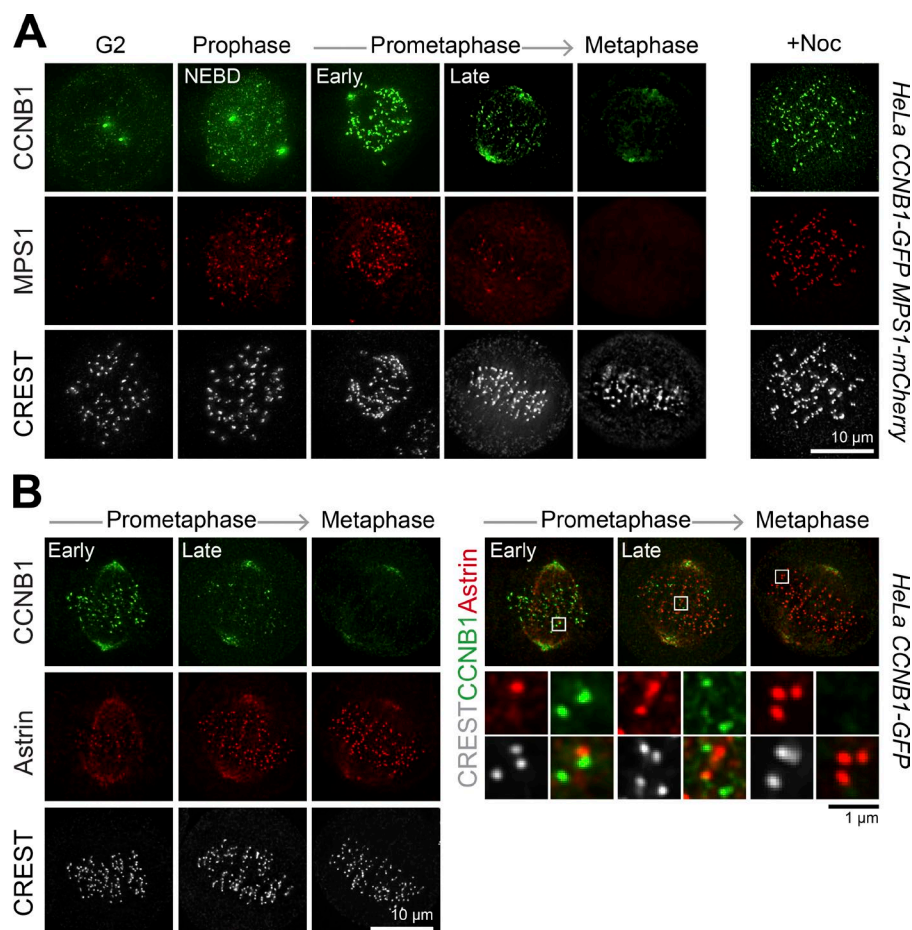 A
G2
Prophase
Prometaphase
Metaphase
+Noc
NEBD
Early
Late
CCNB1
MPS1
CREST
10 µm
HeLa CCNB1-GFP MPS1-mCherry
B
Prometaphase
Metaphase
Early
Late
CCNB1
Astrin
CREST
10 µm
Prometaphase
Metaphase
Early
Late
CRESTCCNB1Astrin
1 µm
HeLa CCNB1-GFP